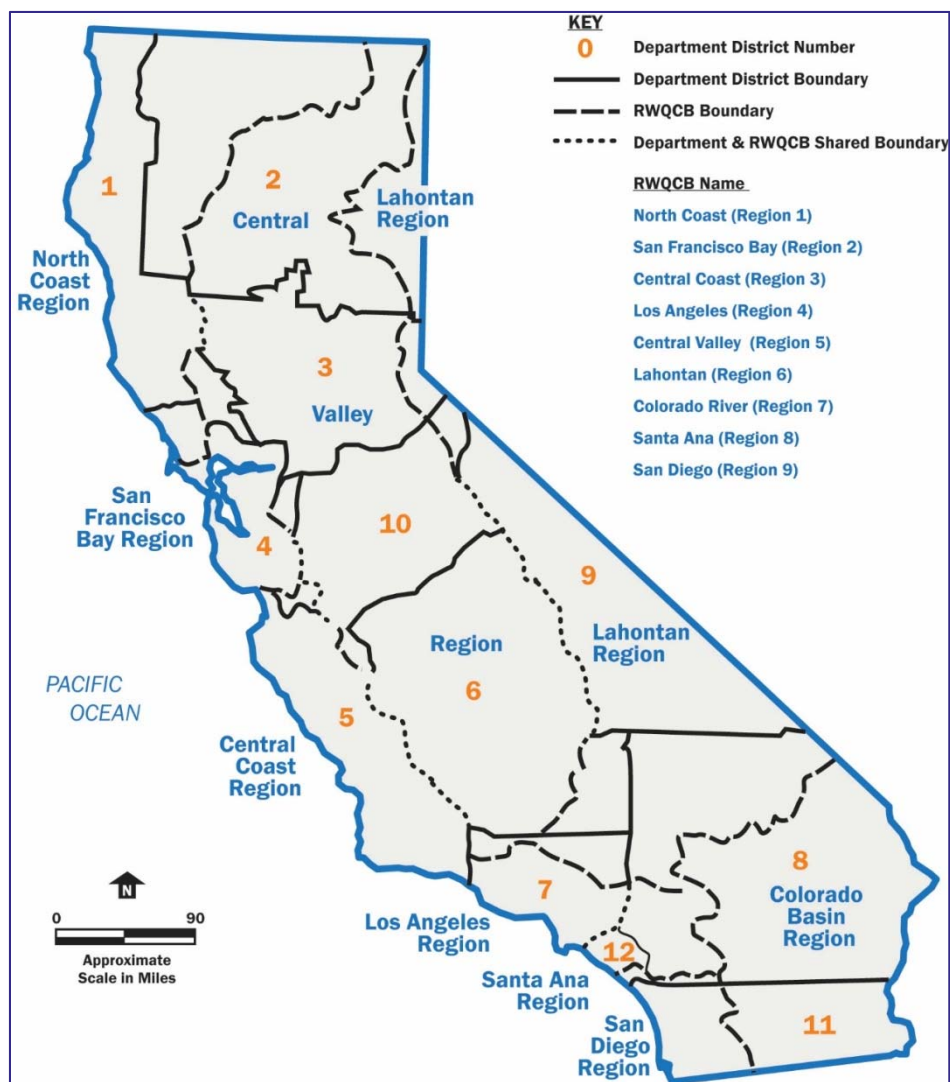 KEY
0 Department District Number
Department District Boundary
RWQCB Boundary
Department & RWQCB Shared Boundary
RWQCB Name
North Coast (Region 1)
San Francisco Bay (Region 2)
Central Coast (Region 3)
Los Angeles (Region 4)
Central Valley (Region 5)
Lahontan (Region 6)
Colorado River (Region 7)
Santa Ana (Region 8)
San Diego (Region 9)
1
2
Central
Lahontan
Region
North
Coast
Region
3
Valley
San
Francisco
Bay Region
4
10
9
Lahontan
Region
Region
6
PACIFIC
OCEAN
5
Central
Coast
Region
8
Colorado
Basin
Region
7
Los Angeles
Region
12
Santa Ana
Region
San
Diego
Region
11
N
0 90
Approximate
Scale in Miles